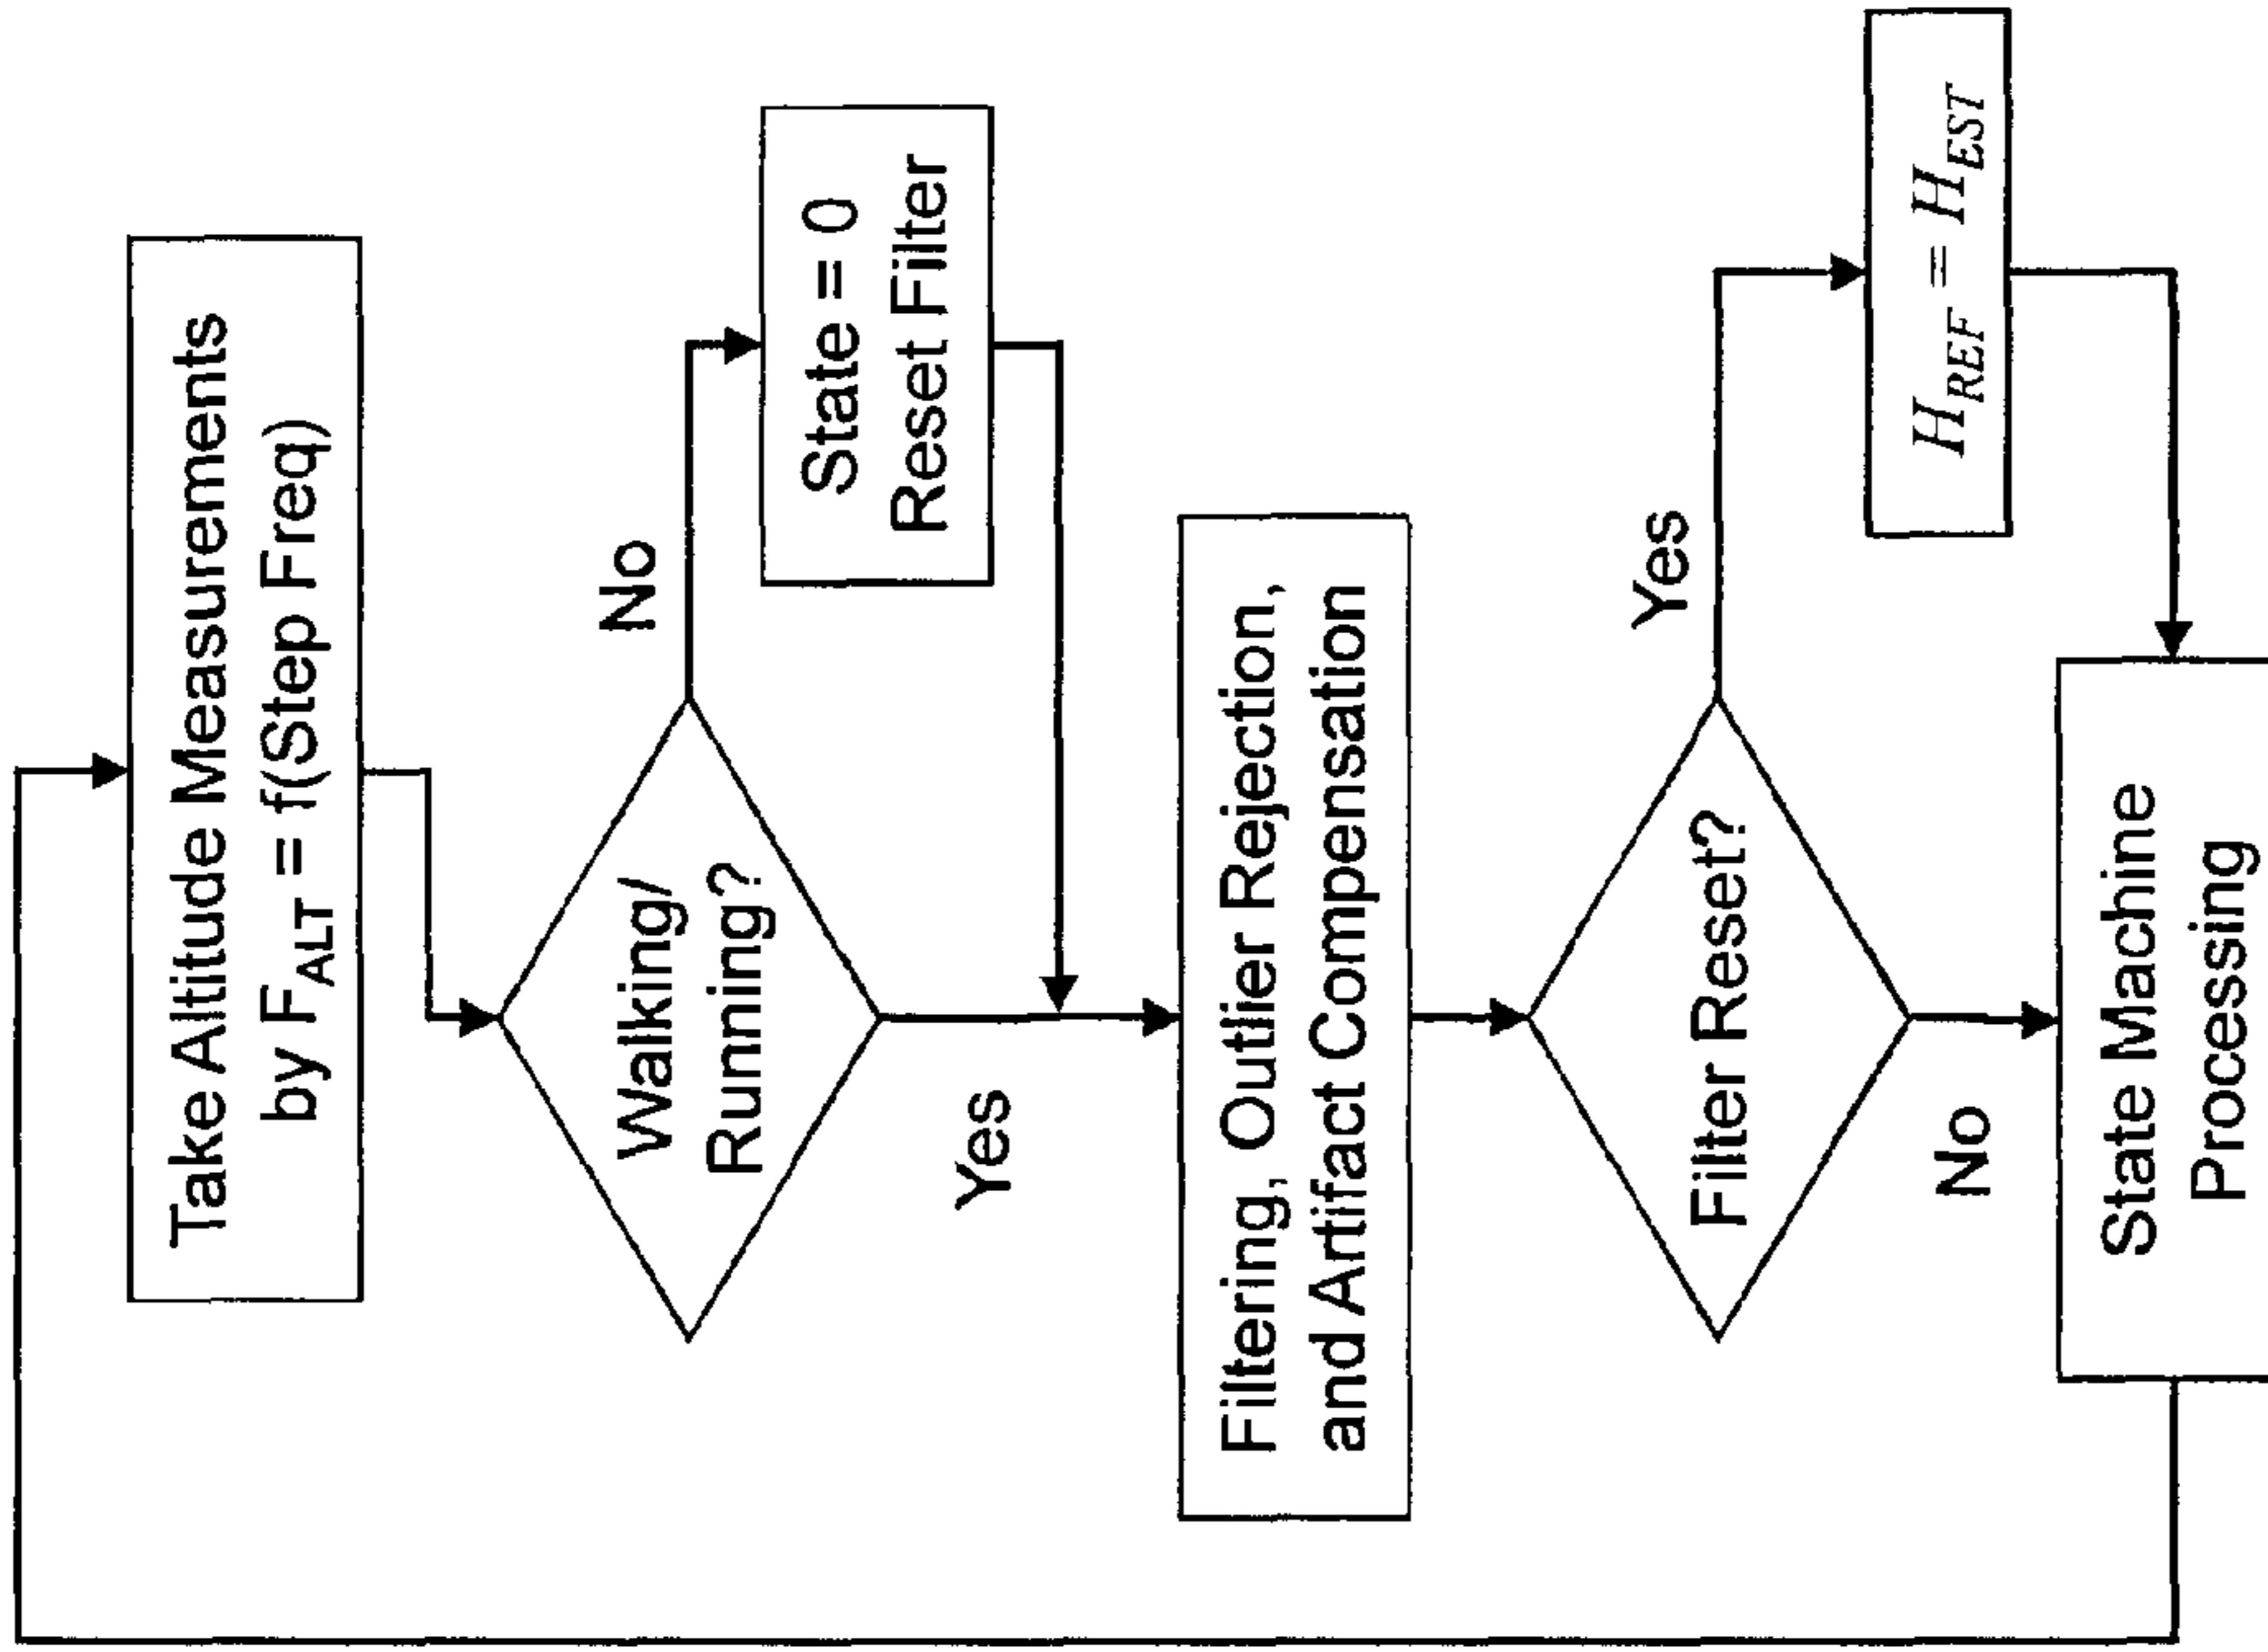 Take Altitude Measurements
by F_ALT = f(Step Freq)
Walking/
Running?
No
State = 0
Reset Filter
Yes
Filtering, Outlier Rejection,
and Artifact Compensation
Filter Reset?
Yes
H_REF = H_EST
No
State Machine
Processing